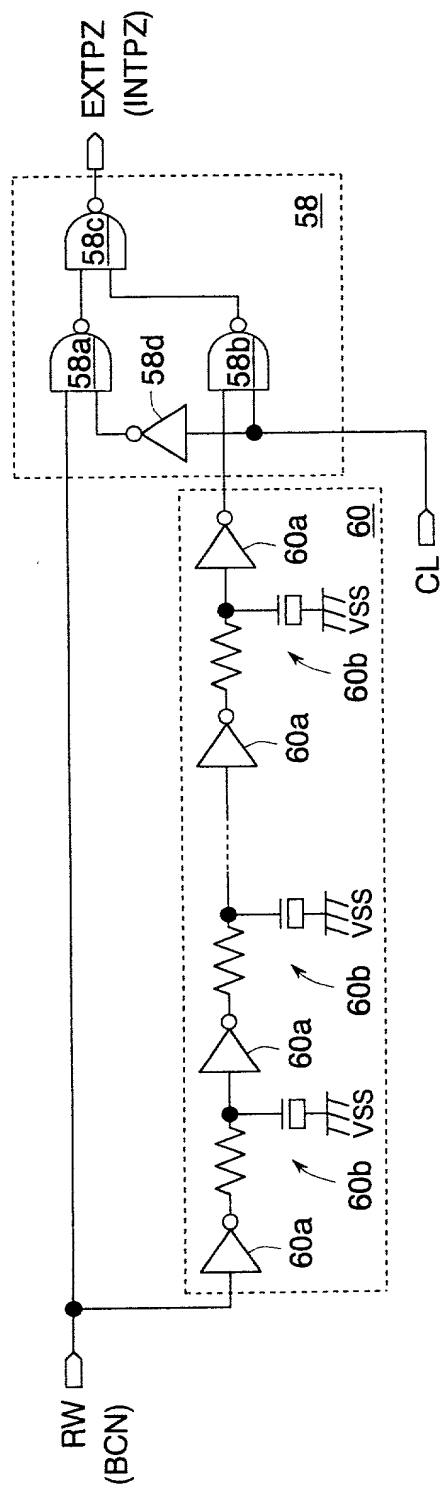 RW
(BCN)
60a
60b
VSS
60a
60b
VSS
60a
60b
VSS
60a
60
CL
58a
58d
58b
58c
58
EXTPZ
(INTPZ)